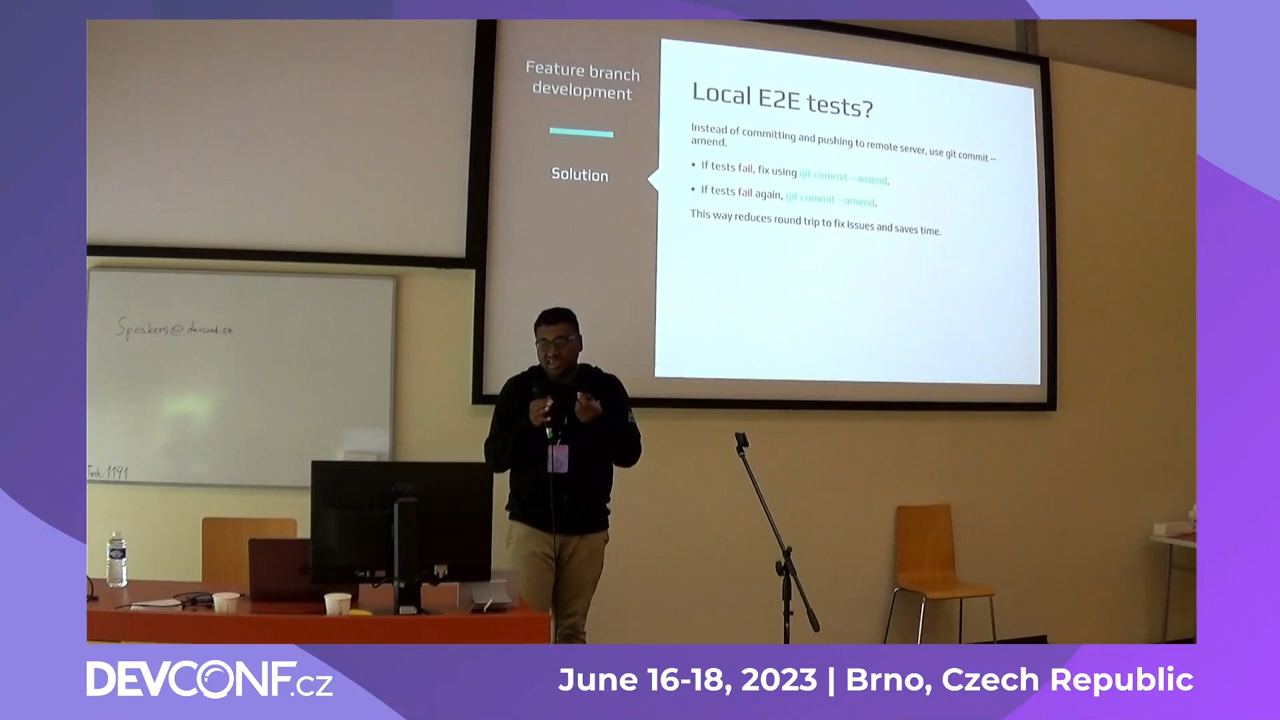 Feature branch
development
Solution
Local E2E tests?
Instead of committing and pushing to remote server, use git commit --
amend.
• If tests fail, fix using git commit --amend.
• If tests fail again, git commit --amend.
This way reduces round trip to fix issues and saves time.
Speakers@devconf.cz
Tech: 1191
DEVCONF.cz
June 16-18, 2023 | Brno, Czech Republic